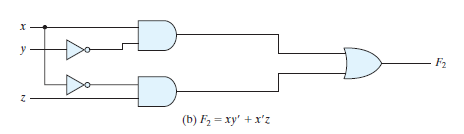 x
y
z
F₂
(b) F₂ = xy' + x'z